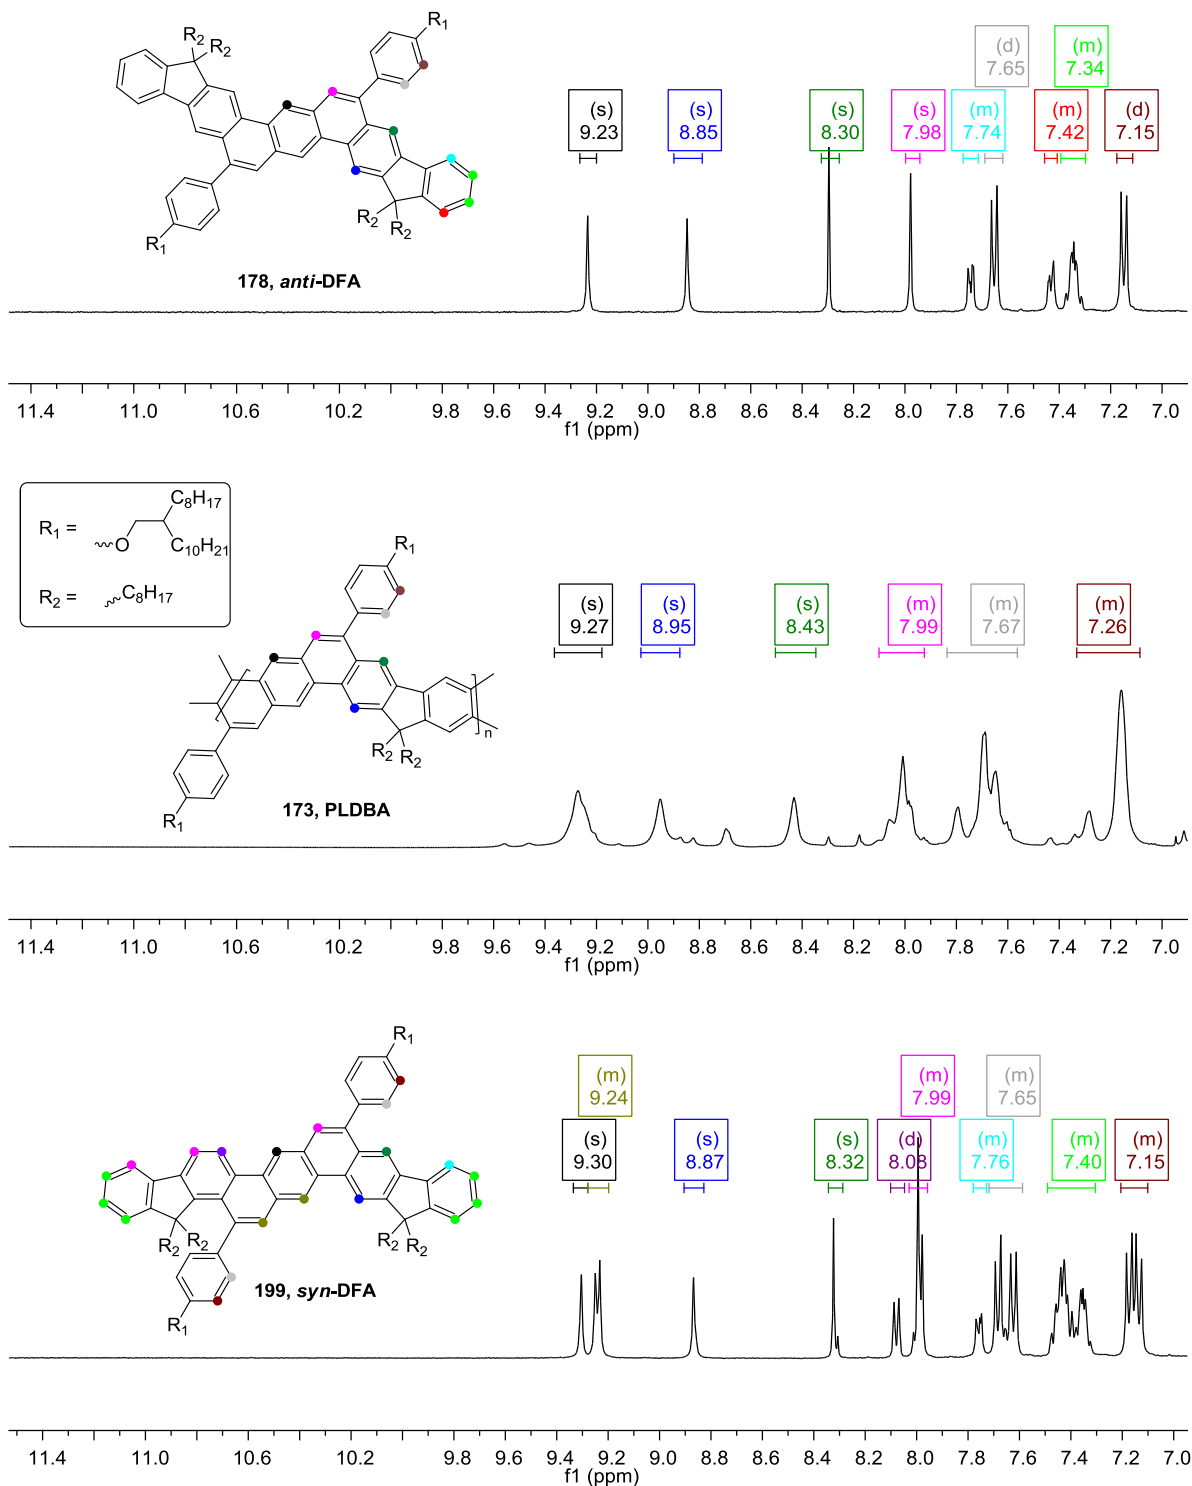 R1
R2
R2
R2
R2
R1
178, anti-DFA
(d)
7.65
(m)
7.34
(s)
9.23
(s)
8.85
(s)
8.30
(s)
7.98
(m)
7.74
(m)
7.42
(d)
7.15
11.4 11.0 10.6 10.2 9.8 9.6 9.4 9.2 9.0 8.8 8.6 8.4 8.2 8.0 7.8 7.6 7.4 7.2 7.0
f1 (ppm)
R1 =
O
C8H17
C10H21
R2 =
C8H17
R1
R2
R2
n
R1
173, PLDBA
(s)
9.27
(s)
8.95
(s)
8.43
(m)
7.99
(m)
7.67
(m)
7.26
11.4 11.0 10.6 10.2 9.8 9.6 9.4 9.2 9.0 8.8 8.6 8.4 8.2 8.0 7.8 7.6 7.4 7.2 7.0
f1 (ppm)
R1
R2
R2
R2
R2
R1
199, syn-DFA
(m)
9.24
(m)
7.99
(m)
7.65
(s)
9.30
(s)
8.87
(s)
8.32
(d)
8.08
(m)
7.76
(m)
7.40
(m)
7.15
11.4 11.0 10.6 10.2 9.8 9.6 9.4 9.2 9.0 8.8 8.6 8.4 8.2 8.0 7.8 7.6 7.4 7.2 7.0
f1 (ppm)